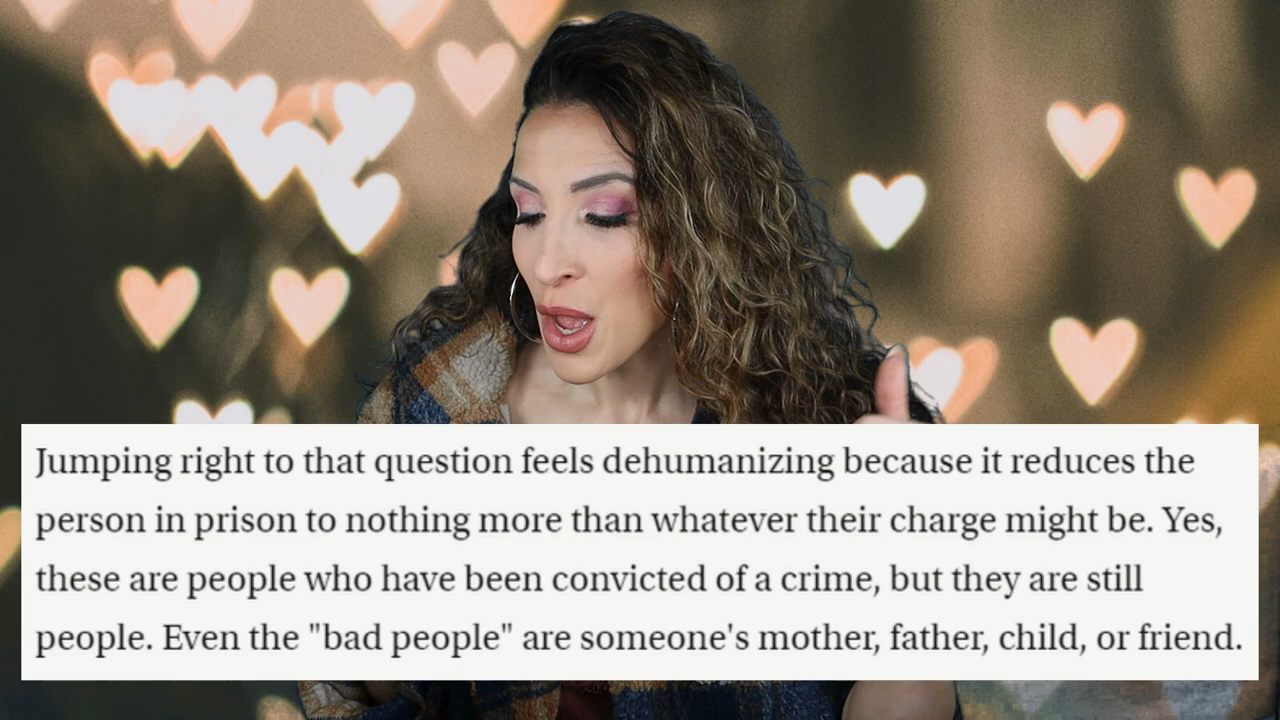 Jumping right to that question feels dehumanizing because it reduces the
person in prison to nothing more than whatever their charge might be. Yes,
these are people who have been convicted of a crime, but they are still
people. Even the "bad people" are someone's mother, father, child, or friend.